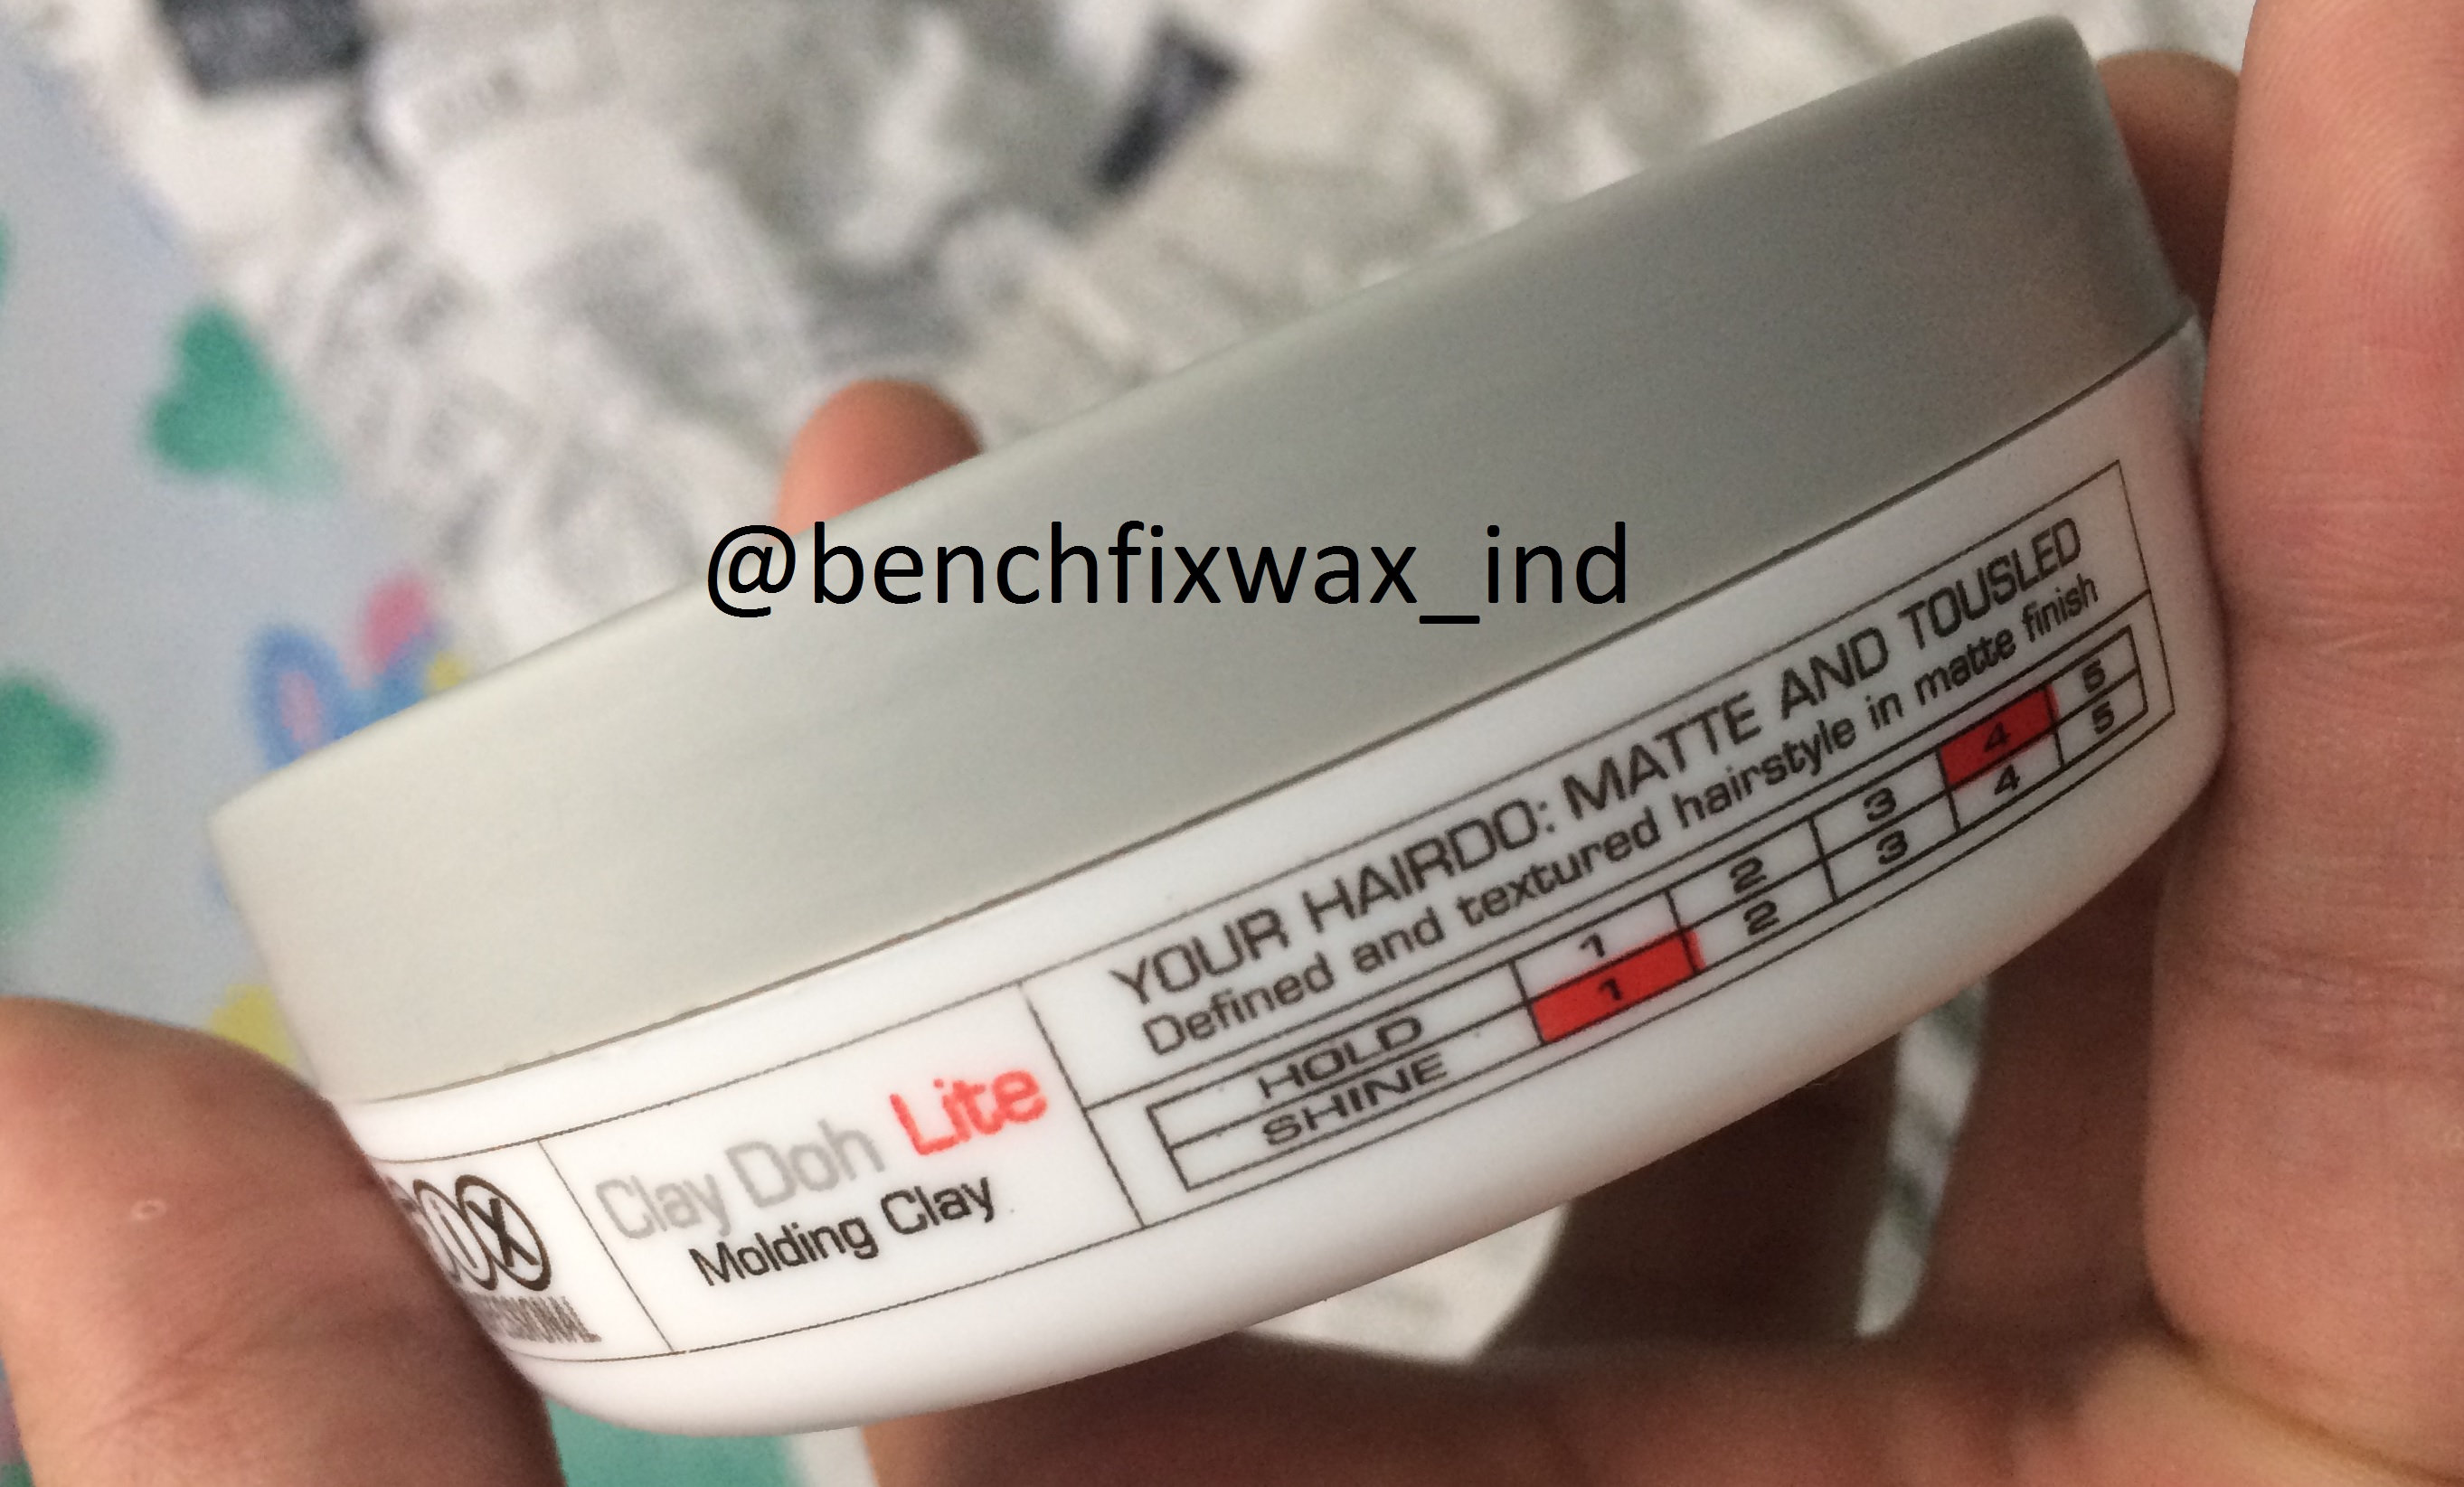 @benchfixwax_ind
YOUR HAIRDO: MATTE AND TOUSLED
Defined and textured hairstyle in matte finish
HOLD 1 2 3 4 5
SHINE 1 2 3 4 5
Clay Doh Lite
Molding Clay
ix